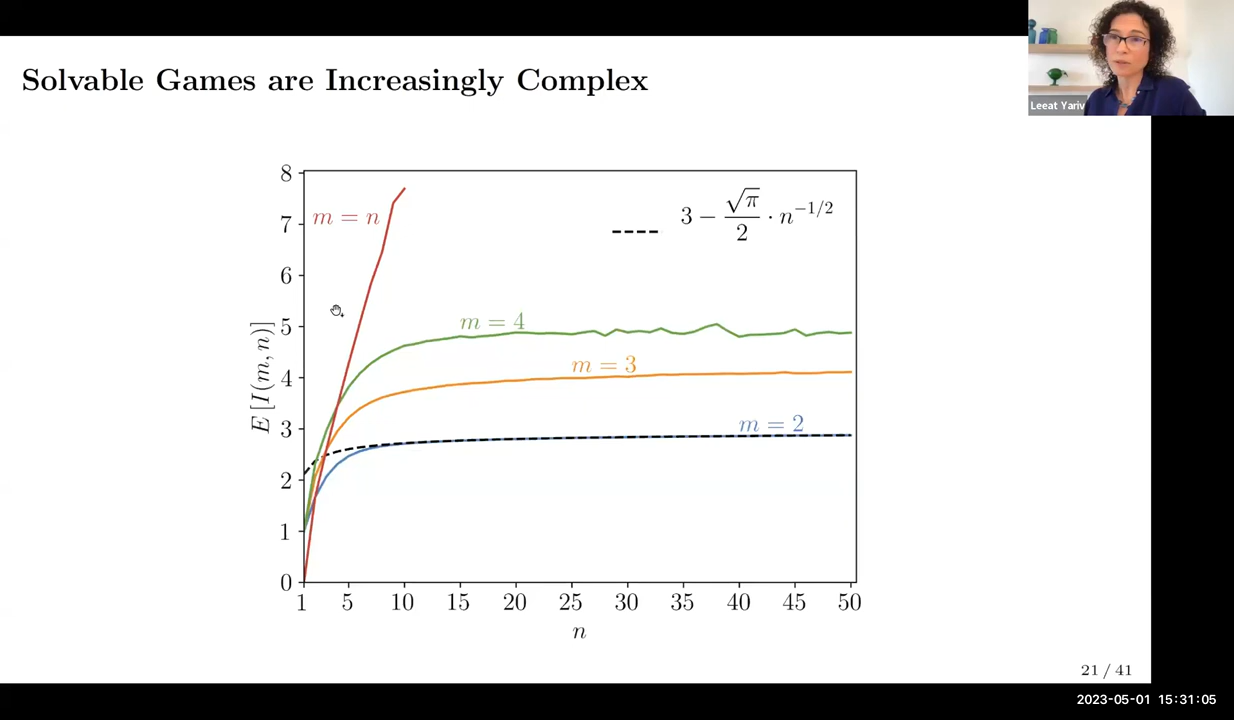 Leeat Yariv
Solvable Games are Increasingly Complex
8
7
6
5
4
3
2
1
0
E [I(m, n)]
m = n
3 − √π/2 · n^{−1/2}
m = 4
m = 3
m = 2
1 5 10 15 20 25 30 35 40 45 50
n
21 / 41
2023-05-01 15:31:05